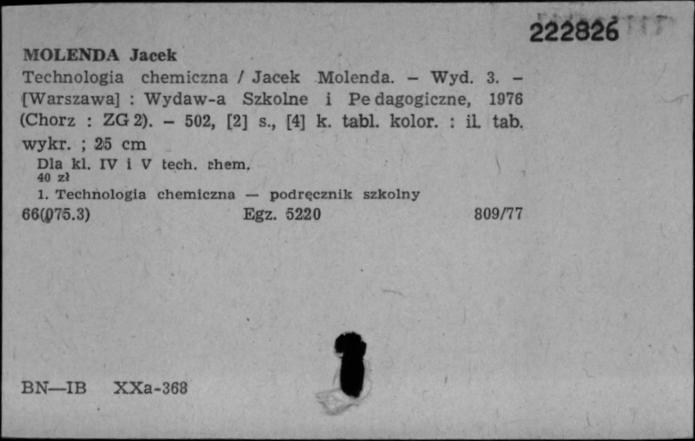 222826
MOLENDA Jacek
Technologia chemiczna / Jacek Molenda. — Wyd. 3. —
[Warszawa] : Wydaw-a Szkolne i Pedagogiczne, 1976
(Chorz : ZG 2). — 502, [2] s., [4] k. tabl. kolor. : il. tab.
wykr. ; 25 cm
Dla kl. IV i V tech. chem.
40 zł
1. Technologia chemiczna — podręcznik szkolny
66(075.3) Egz. 5220 809/77
BN—IB XXa-368